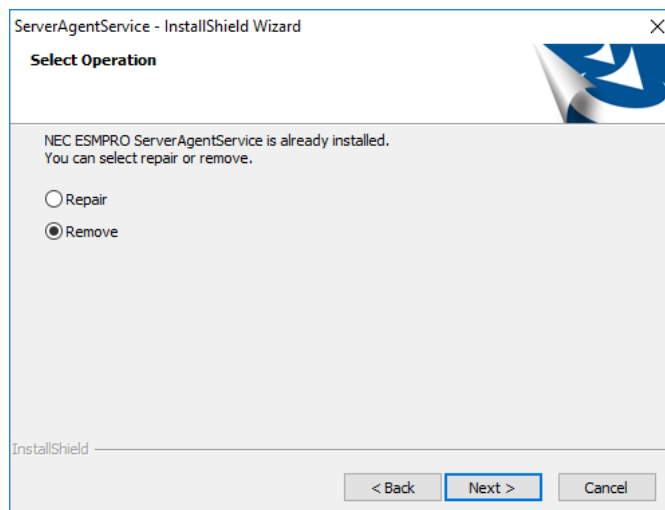 ServerAgentService - InstallShield Wizard
Select Operation
NEC ESMPRO ServerAgentService is already installed.
You can select repair or remove.
Repair
Remove
InstallShield
< Back
Next >
Cancel